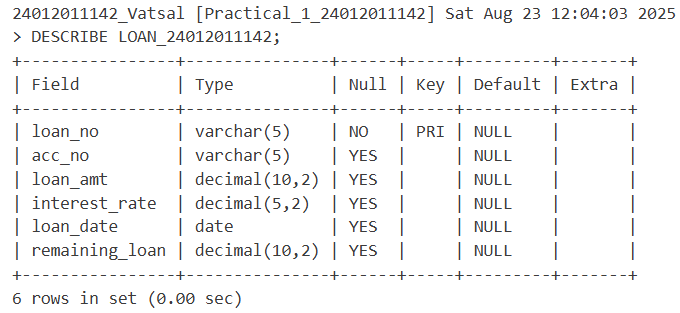 24012011142_Vatsal [Practical_1_24012011142] Sat Aug 23 12:04:03 2025
> DESCRIBE LOAN_24012011142;
+----------------+---------------+------+-----+---------+-------+
| Field          | Type          | Null | Key | Default | Extra |
+----------------+---------------+------+-----+---------+-------+
| loan_no        | varchar(5)    | NO   | PRI | NULL    |       |
| acc_no         | varchar(5)    | YES  |     | NULL    |       |
| loan_amt       | decimal(10,2) | YES  |     | NULL    |       |
| interest_rate  | decimal(5,2)  | YES  |     | NULL    |       |
| loan_date      | date          | YES  |     | NULL    |       |
| remaining_loan | decimal(10,2) | YES  |     | NULL    |       |
+----------------+---------------+------+-----+---------+-------+
6 rows in set (0.00 sec)